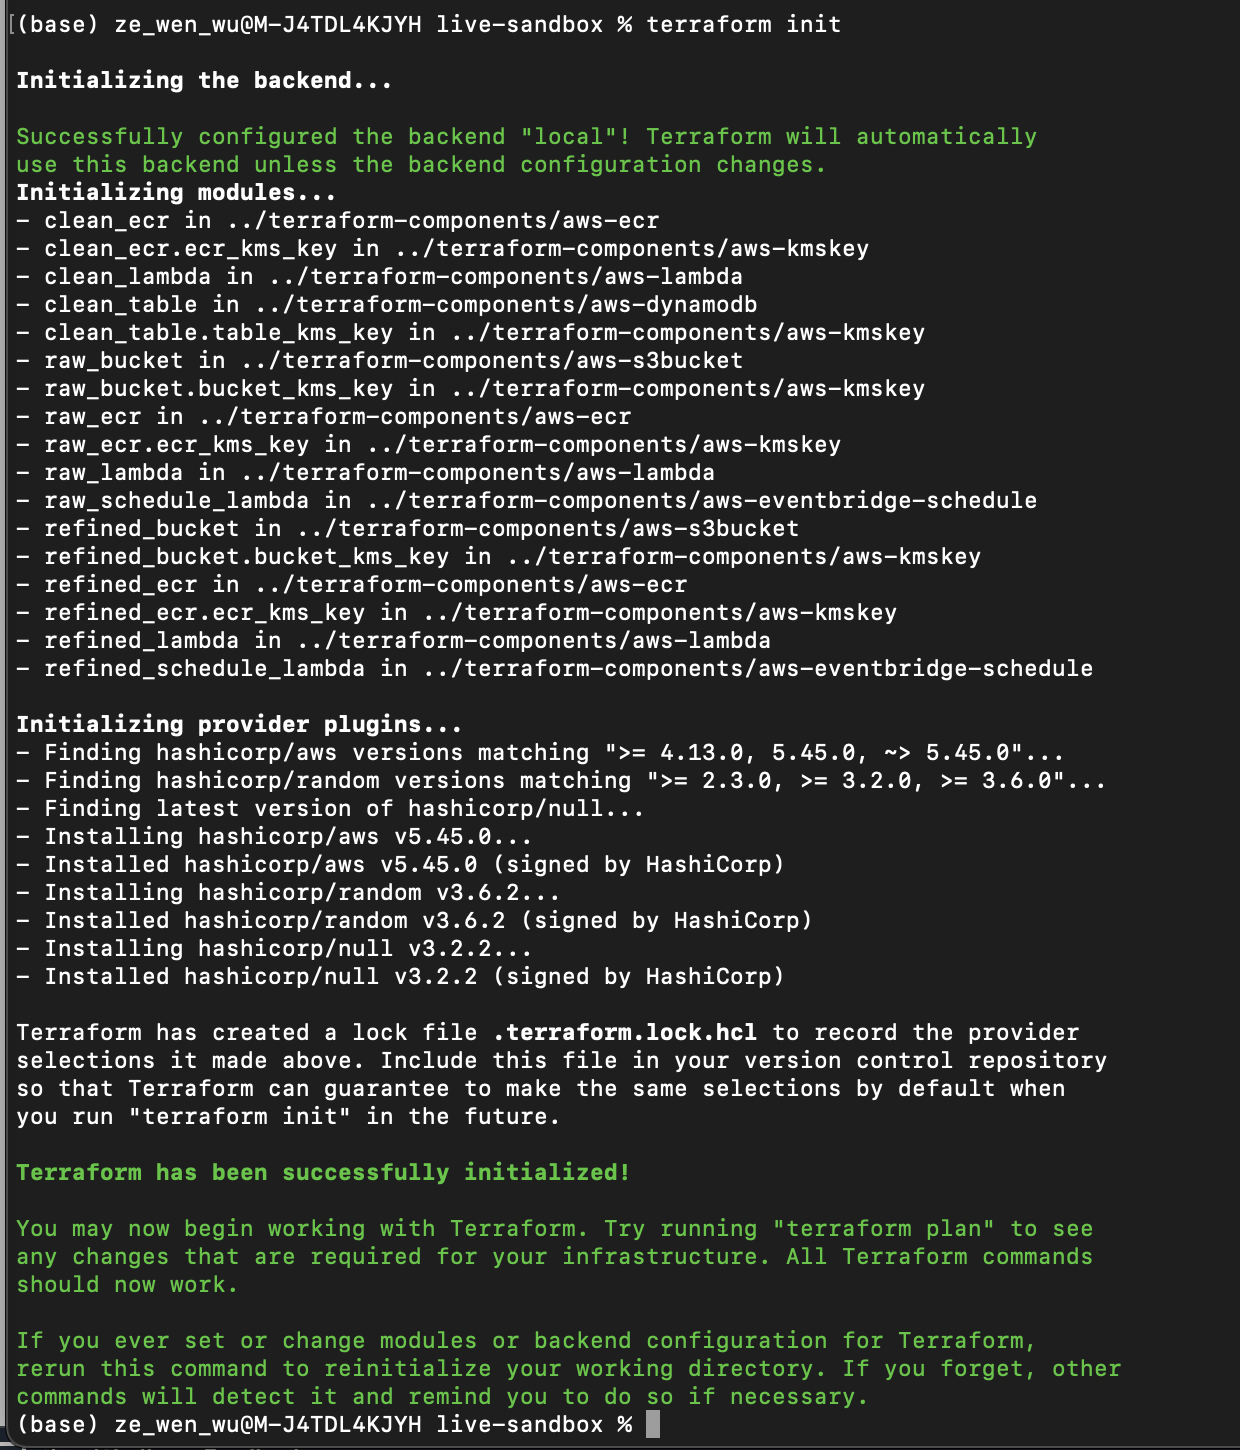 [(base) ze_wen_wu@M-J4TDL4KJYH live-sandbox % terraform init
Initializing the backend...
Successfully configured the backend "local"! Terraform will automatically
use this backend unless the backend configuration changes.
Initializing modules...
- clean_ecr in ../terraform-components/aws-ecr
- clean_ecr.ecr_kms_key in ../terraform-components/aws-kmskey
- clean_lambda in ../terraform-components/aws-lambda
- clean_table in ../terraform-components/aws-dynamodb
- clean_table.table_kms_key in ../terraform-components/aws-kmskey
- raw_bucket in ../terraform-components/aws-s3bucket
- raw_bucket.bucket_kms_key in ../terraform-components/aws-kmskey
- raw_ecr in ../terraform-components/aws-ecr
- raw_ecr.ecr_kms_key in ../terraform-components/aws-kmskey
- raw_lambda in ../terraform-components/aws-lambda
- raw_schedule_lambda in ../terraform-components/aws-eventbridge-schedule
- refined_bucket in ../terraform-components/aws-s3bucket
- refined_bucket.bucket_kms_key in ../terraform-components/aws-kmskey
- refined_ecr in ../terraform-components/aws-ecr
- refined_ecr.ecr_kms_key in ../terraform-components/aws-kmskey
- refined_lambda in ../terraform-components/aws-lambda
- refined_schedule_lambda in ../terraform-components/aws-eventbridge-schedule
Initializing provider plugins...
- Finding hashicorp/aws versions matching ">= 4.13.0, 5.45.0, ~> 5.45.0"...
- Finding hashicorp/random versions matching ">= 2.3.0, >= 3.2.0, >= 3.6.0"...
- Finding latest version of hashicorp/null...
- Installing hashicorp/aws v5.45.0...
- Installed hashicorp/aws v5.45.0 (signed by HashiCorp)
- Installing hashicorp/random v3.6.2...
- Installed hashicorp/random v3.6.2 (signed by HashiCorp)
- Installing hashicorp/null v3.2.2...
- Installed hashicorp/null v3.2.2 (signed by HashiCorp)
Terraform has created a lock file .terraform.lock.hcl to record the provider
selections it made above. Include this file in your version control repository
so that Terraform can guarantee to make the same selections by default when
you run "terraform init" in the future.
Terraform has been successfully initialized!
You may now begin working with Terraform. Try running "terraform plan" to see
any changes that are required for your infrastructure. All Terraform commands
should now work.
If you ever set or change modules or backend configuration for Terraform,
rerun this command to reinitialize your working directory. If you forget, other
commands will detect it and remind you to do so if necessary.
(base) ze_wen_wu@M-J4TDL4KJYH live-sandbox %